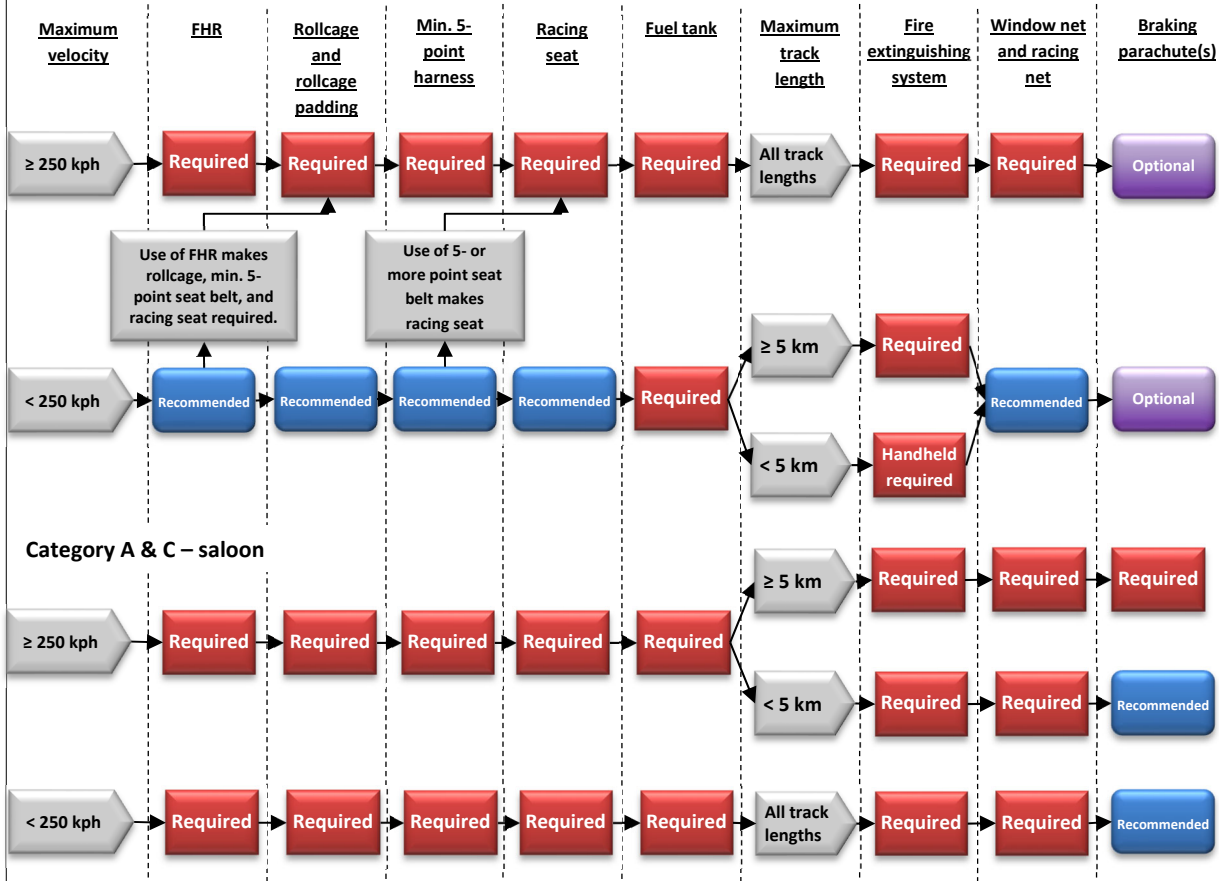 Maximum
velocity
FHR
Rollcage
and
rollcage
padding
Min. 5-
point
harness
Racing
seat
Fuel tank
Maximum
track
length
Fire
extinguishing
system
Window net
and racing
net
Braking
parachute(s)
≥ 250 kph
Required
Required
Required
Required
Required
All track
lengths
Required
Required
Optional
Use of FHR makes
rollcage, min. 5-
point seat belt, and
racing seat required.
Use of 5- or
more point seat
belt makes
racing seat
≥ 5 km
Required
< 250 kph
Recommended
Recommended
Recommended
Recommended
Required
Recommended
Optional
< 5 km
Handheld
required
Category A & C – saloon
≥ 5 km
Required
Required
Required
≥ 250 kph
Required
Required
Required
Required
Required
< 5 km
Required
Required
Recommended
< 250 kph
Required
Required
Required
Required
Required
All track
lengths
Required
Required
Recommended